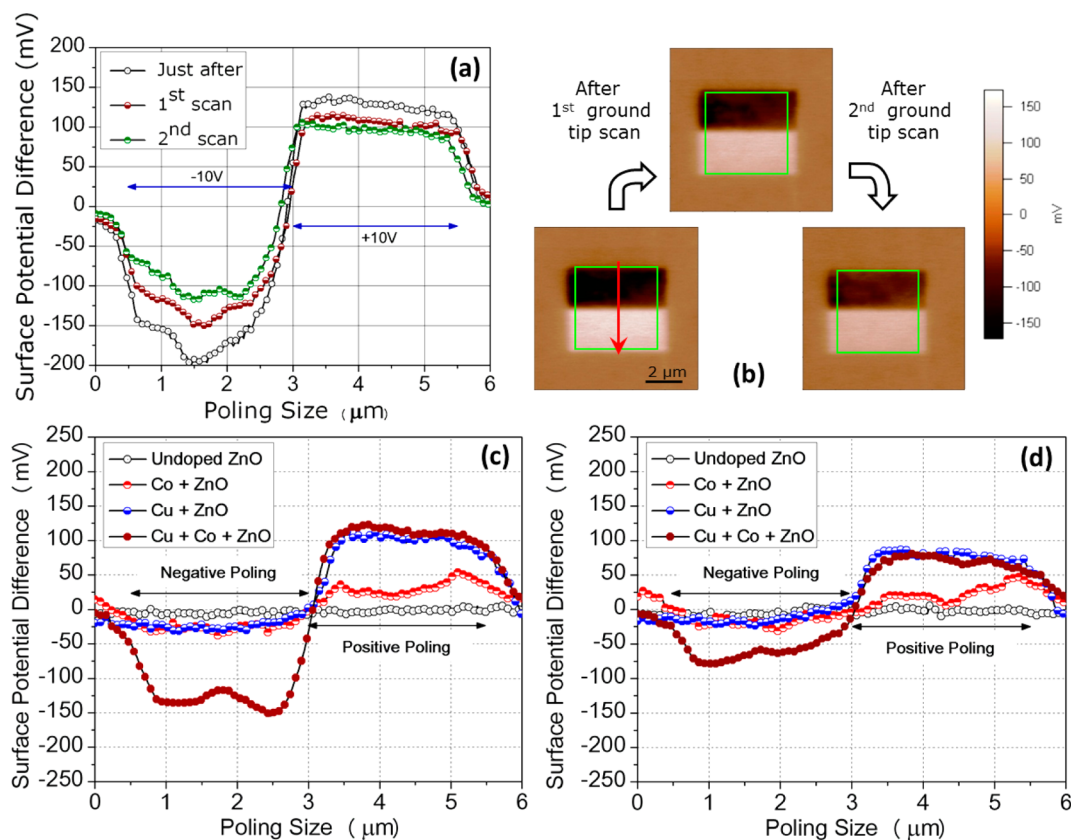 (a)
Surface Potential Difference (mV)
200
150
100
50
0
-50
-100
-150
-200
Just after
1st scan
2nd scan
-10V
+10V
0 1 2 3 4 5 6
Poling Size ( μm)
After
1st ground
tip scan
After
2nd ground
tip scan
2 μm
(b)
150
100
50
0
-50
-100
-150
mV
(c)
Surface Potential Difference ( mV)
250
200
150
100
50
0
-50
-100
-150
-200
-250
Undoped ZnO
Co + ZnO
Cu + ZnO
Cu + Co + ZnO
Negative Poling
Positive Poling
0 1 2 3 4 5 6
Poling Size ( μm)
(d)
Surface Potential Difference ( mV)
250
200
150
100
50
0
-50
-100
-150
-200
-250
Undoped ZnO
Co + ZnO
Cu + ZnO
Cu + Co + ZnO
Negative Poling
Positive Poling
0 1 2 3 4 5 6
Poling Size ( μm)